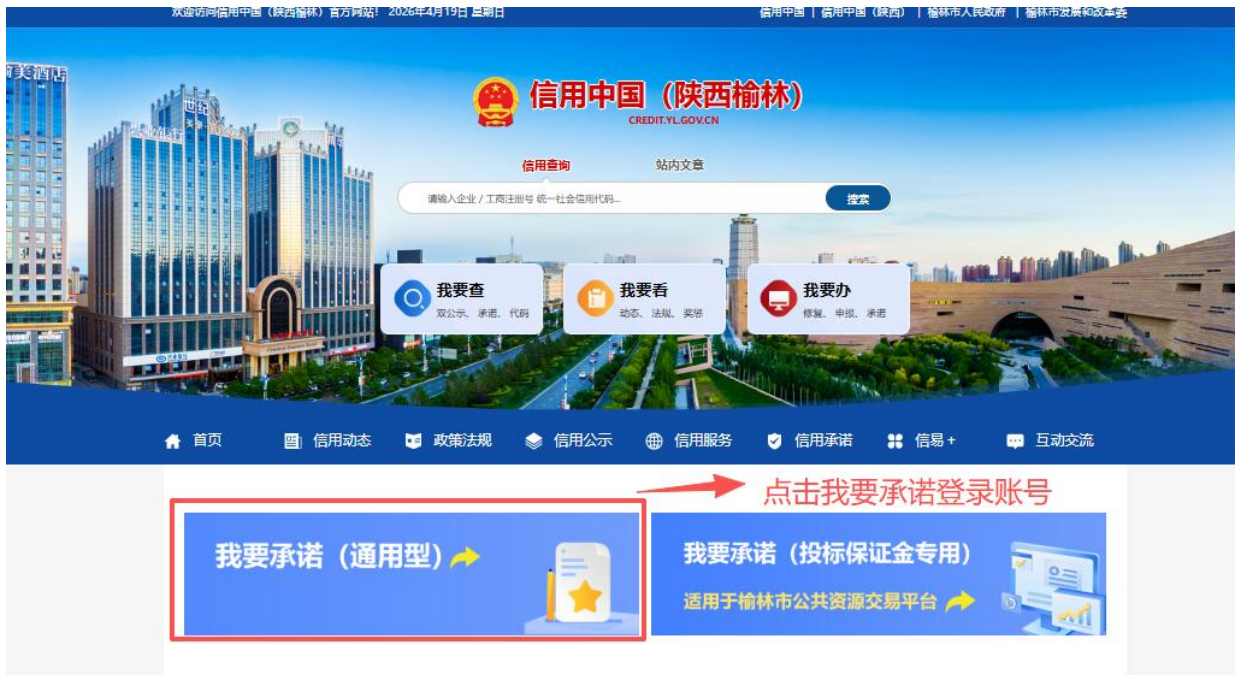 欢迎访问信用中国（陕西榆林）官方网站！ 2026年4月19日 星期日
信用中国 | 信用中国（陕西） | 榆林市人民政府 | 榆林市发展和改革委
世纪
信用中国（陕西榆林）
CREDIT.YL.GOV.CN
信用查询 站内文章
请输入企业 / 工商注册号 统一社会信用代码... 搜索
我要查
双公示、承诺、代码
我要看
动态、法规、奖惩
我要办
修复、申报、承诺
首页 信用动态 政策法规 信用公示 信用服务 信用承诺 信易+ 互动交流
点击我要承诺登录账号
我要承诺（通用型）
我要承诺（投标保证金专用）
适用于榆林市公共资源交易平台